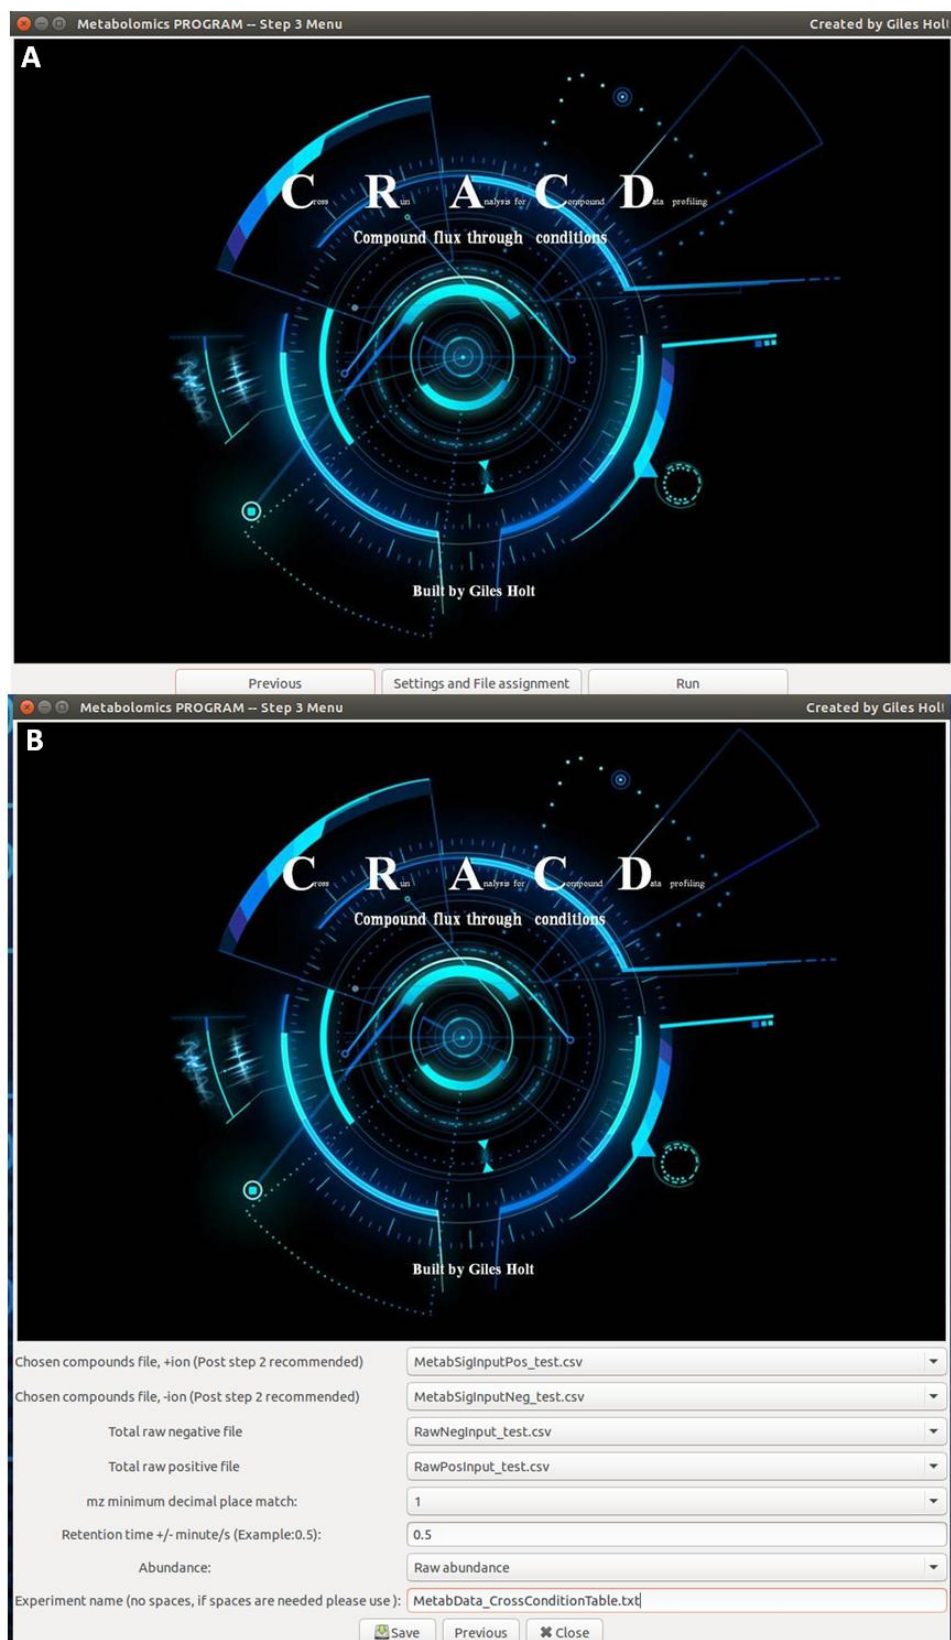 Metabolomics PROGRAM -- Step 3 Menu Created by Giles Holt
A
Cross Run Analysis for Compound Data profiling
Compound flux through conditions
Built by Giles Holt
Previous Settings and File assignment Run
Metabolomics PROGRAM -- Step 3 Menu Created by Giles Holt
B
Cross Run Analysis for Compound Data profiling
Compound flux through conditions
Built by Giles Holt
Chosen compounds file, +ion (Post step 2 recommended) MetabSigInputPos_test.csv
Chosen compounds file, -ion (Post step 2 recommended) MetabSigInputNeg_test.csv
Total raw negative file RawNegInput_test.csv
Total raw positive file RawPosInput_test.csv
mz minimum decimal place match: 1
Retention time +/- minute/s (Example:0.5): 0.5
Abundance: Raw abundance
Experiment name (no spaces, if spaces are needed please use ): MetabData_CrossConditionTable.txt
Save Previous Close